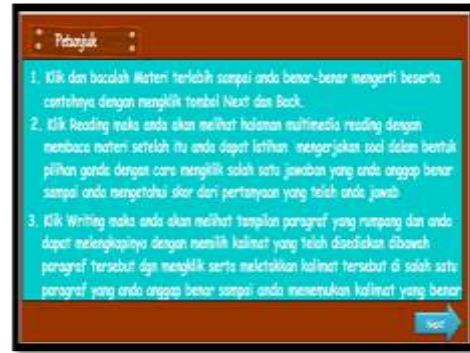 Petunjuk
1. Klik dan bacalah Materi terlebih sampai anda benar-benar mengerti beserta
contohnya dengan mengklik tombol Next dan Back.
2. Klik Reading maka anda akan melihat halaman multimedia reading dengan
membaca materi setelah itu anda dapat latihan mengerjakan soal dalam bentuk
pilihan ganda dengan cara mengklik salah satu jawaban yang anda anggap benar
sampai anda mengetahui skor dari pertanyaan yang telah anda jawab
3. Klik Writing maka anda akan melihat tampilan paragraf yang rumpang dan anda
dapat melengkapinya dengan memilih kalimat yang telah disediakan dibawah
paragraf tersebut dgn mengklik serta meletakkan kalimat tersebut di salah satu
paragraf yang anda anggap benar sampai anda menemukan kalimat yang benar
Next